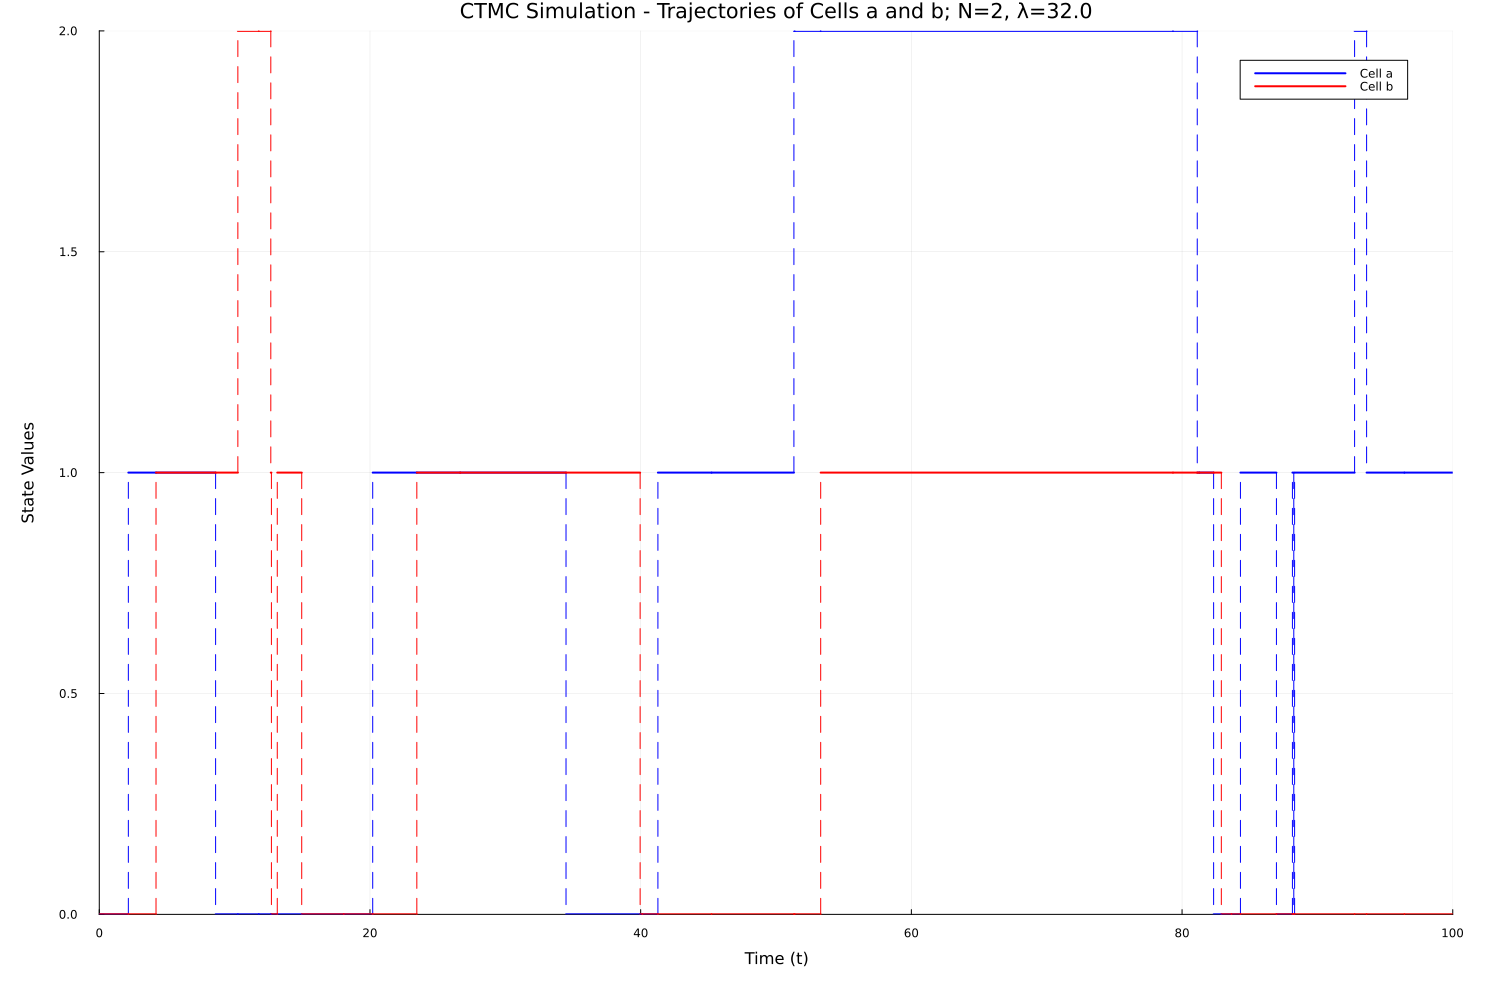 CTMC Simulation - Trajectories of Cells a and b; N=2, λ=32.0
2.0
Cell a
Cell b
1.5
1.0
State Values
0.5
0.0
0 20 40 60 80 100
Time (t)